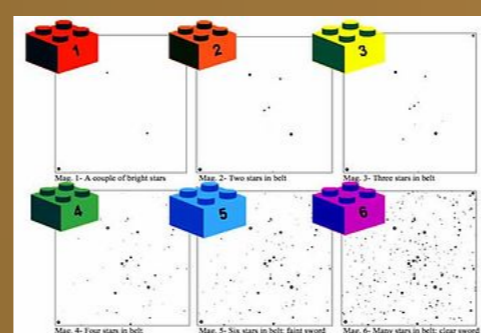 1
2
3
Mag. 1- A couple of bright stars
Mag. 2- Two stars in belt
Mag. 3- Three stars in belt
4
5
6
Mag. 4- Four stars in belt
Mag. 5- Six stars in belt; faint sword
Mag. 6- Many stars in belt; clear sword